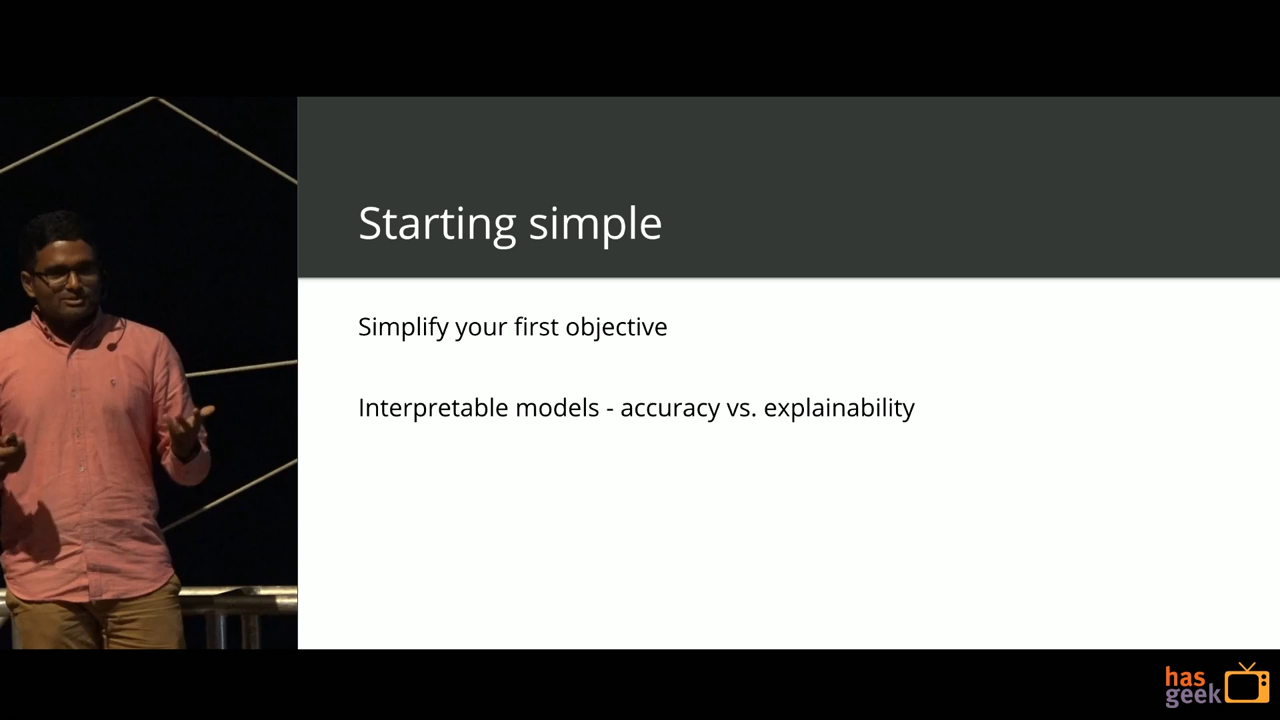 Starting simple
Simplify your first objective
Interpretable models - accuracy vs. explainability
has
geek